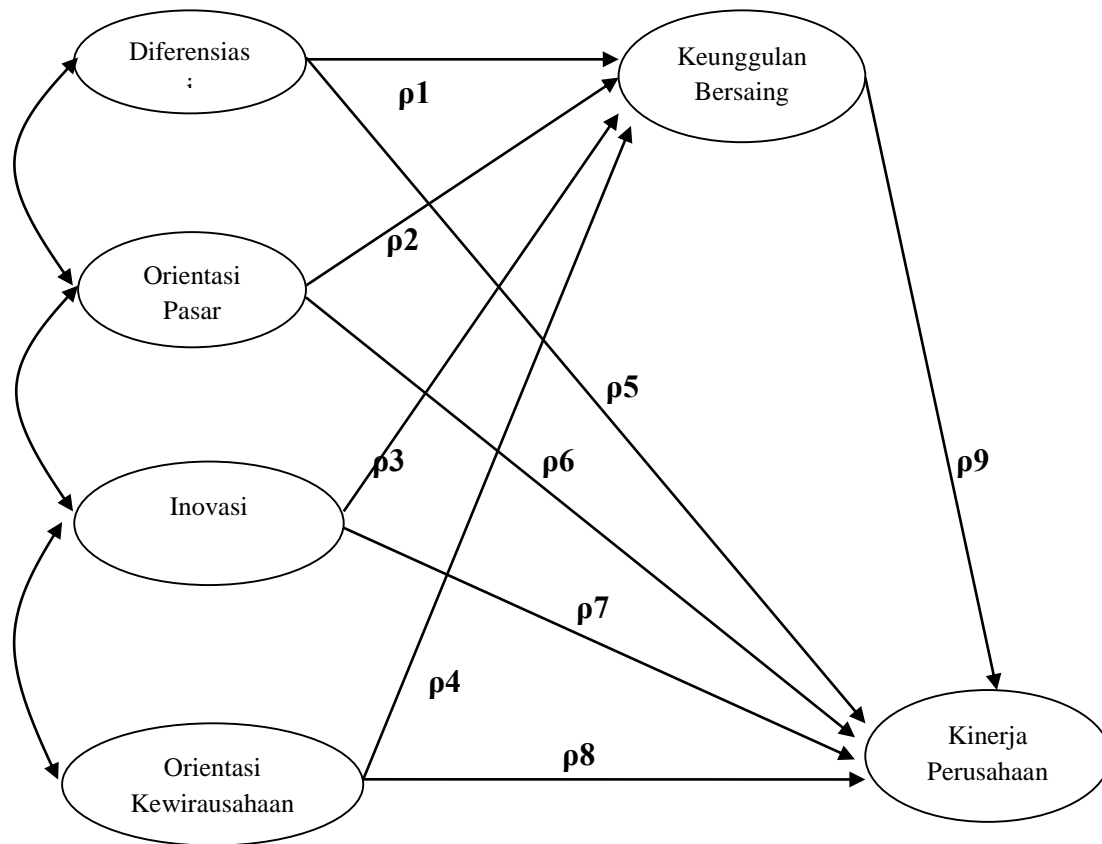 Diferensias
i
Keunggulan
Bersaing
ρ1
ρ2
Orientasi
Pasar
ρ5
ρ6
ρ3
ρ9
Inovasi
ρ7
ρ4
Orientasi
Kewirausahaan
ρ8
Kinerja
Perusahaan